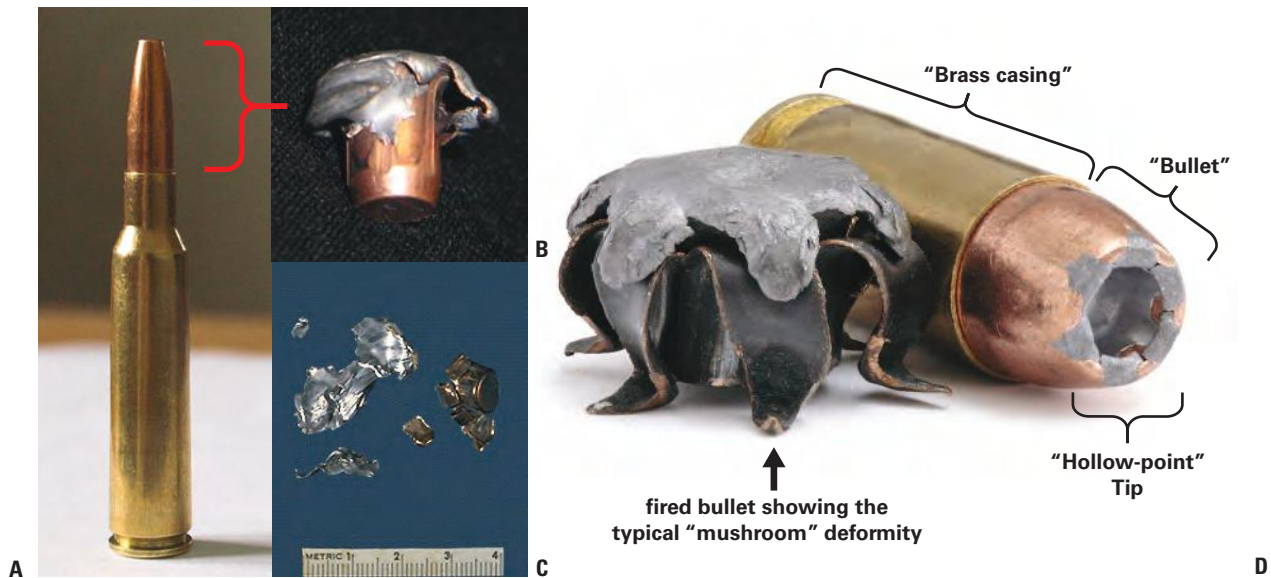 "Brass casing"
"Bullet"
"Hollow-point"
Tip
fired bullet showing the
typical "mushroom" deformity
METRIC 1 2 3 4
A
B
C
D